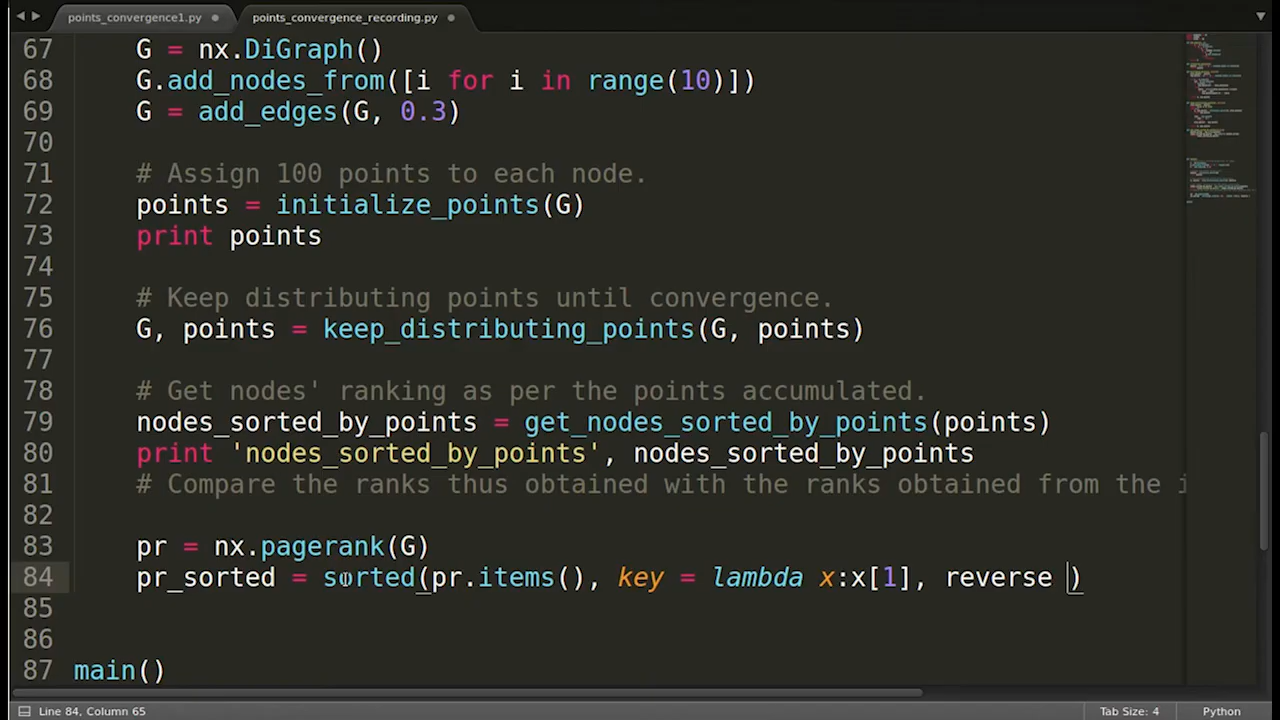 points_convergence1.py
points_convergence_recording.py
67 G = nx.DiGraph()
68 G.add_nodes_from([i for i in range(10)])
69 G = add_edges(G, 0.3)
70
71 # Assign 100 points to each node.
72 points = initialize_points(G)
73 print points
74
75 # Keep distributing points until convergence.
76 G, points = keep_distributing_points(G, points)
77
78 # Get nodes' ranking as per the points accumulated.
79 nodes_sorted_by_points = get_nodes_sorted_by_points(points)
80 print 'nodes_sorted_by_points', nodes_sorted_by_points
81 # Compare the ranks thus obtained with the ranks obtained from the i
82
83 pr = nx.pagerank(G)
84 pr_sorted = sorted(pr.items(), key = lambda x:x[1], reverse )
85
86
87 main()
Line 84, Column 65
Tab Size: 4
Python